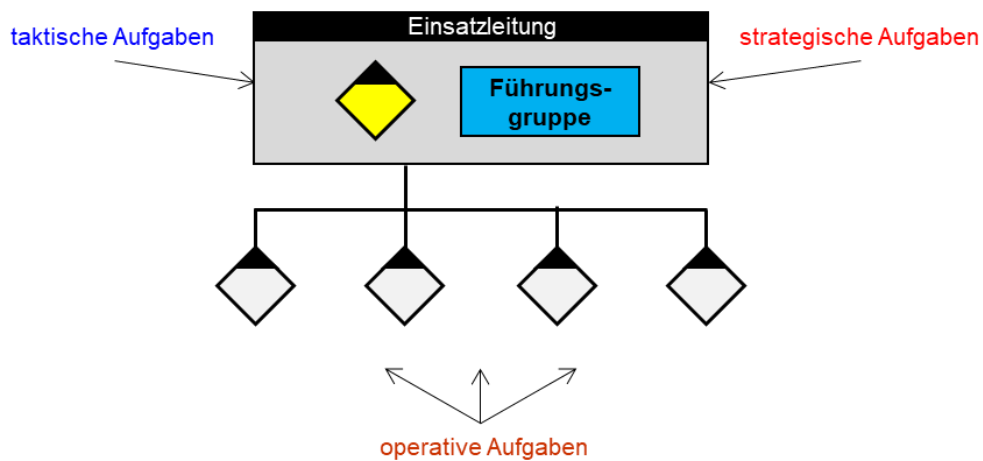 Einsatzleitung
taktische Aufgaben
strategische Aufgaben
Führungs-
gruppe
operative Aufgaben